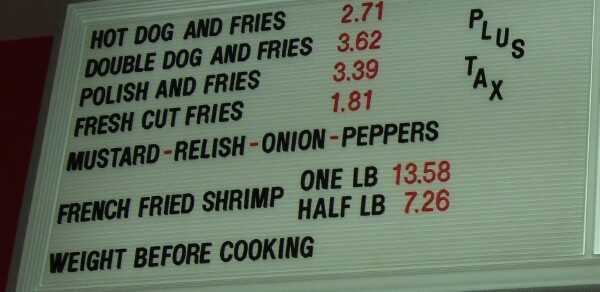 HOT DOG AND FRIES 2.71
DOUBLE DOG AND FRIES 3.62
POLISH AND FRIES 3.39
FRESH CUT FRIES 1.81
PLUS
TAX
MUSTARD-RELISH-ONION-PEPPERS
FRENCH FRIED SHRIMP
ONE LB 13.58
HALF LB 7.26
WEIGHT BEFORE COOKING